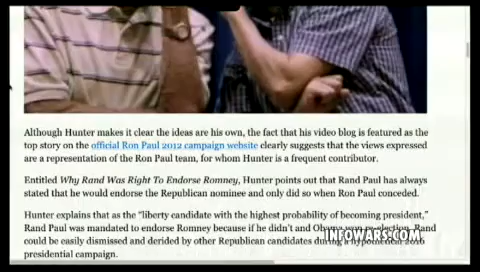 Although Hunter makes it clear the ideas are his own, the fact that his video blog is featured as the
top story on the official Ron Paul 2012 campaign website clearly suggests that the views expressed
are a representation of the Ron Paul team, for whom Hunter is a frequent contributor.
Entitled Why Rand Was Right To Endorse Romney, Hunter points out that Rand Paul has always
stated that he would endorse the Republican nominee and only did so when Ron Paul conceded.
Hunter explains that as the “liberty candidate with the highest probability of becoming president,”
Rand Paul was mandated to endorse Romney because if he didn't and Obama won re-election, Rand
could be easily dismissed and derided by other Republican candidates during a hypothetical 2016
presidential campaign.
INFOWARS.COM